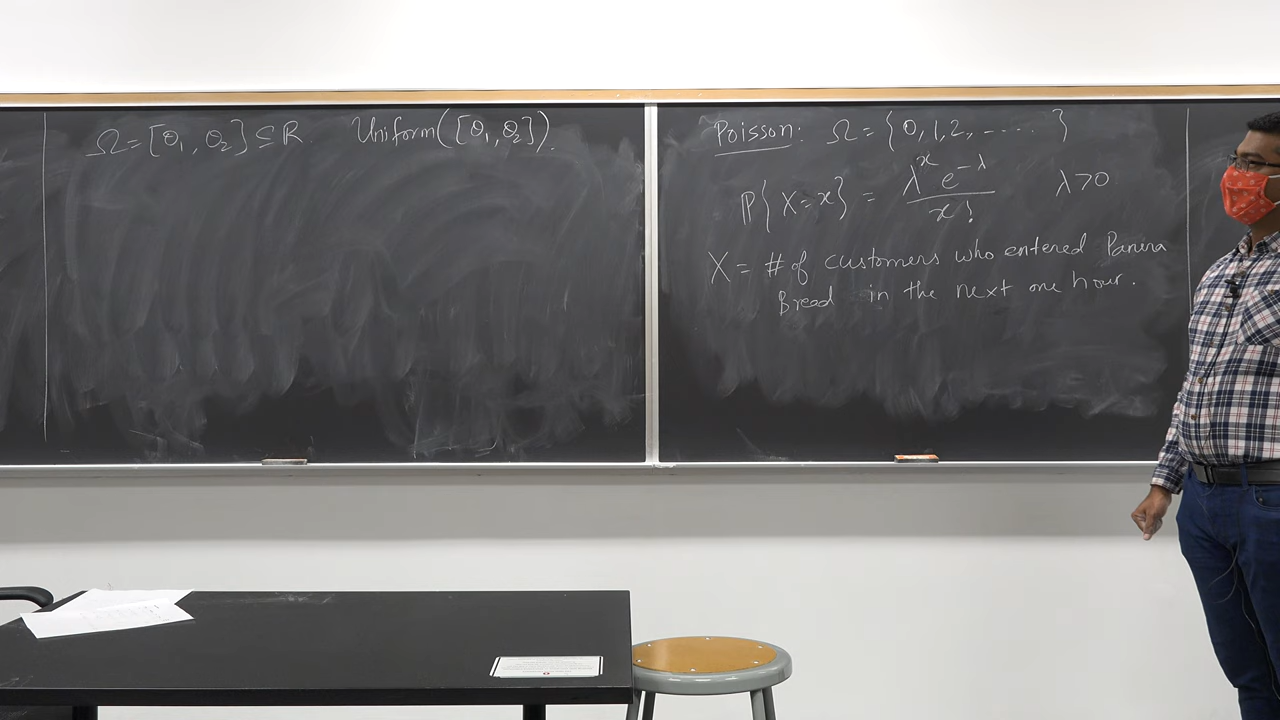 Ω = [θ₁, θ₂] ⊆ ℝ. Uniform([θ₁, θ₂]).
Poisson: Ω = {0, 1, 2, ......}
ℙ{X = x} = λˣ e^{-λ} / x! λ > 0
X = # of customers who entered Panera
Bread in the next one hour.